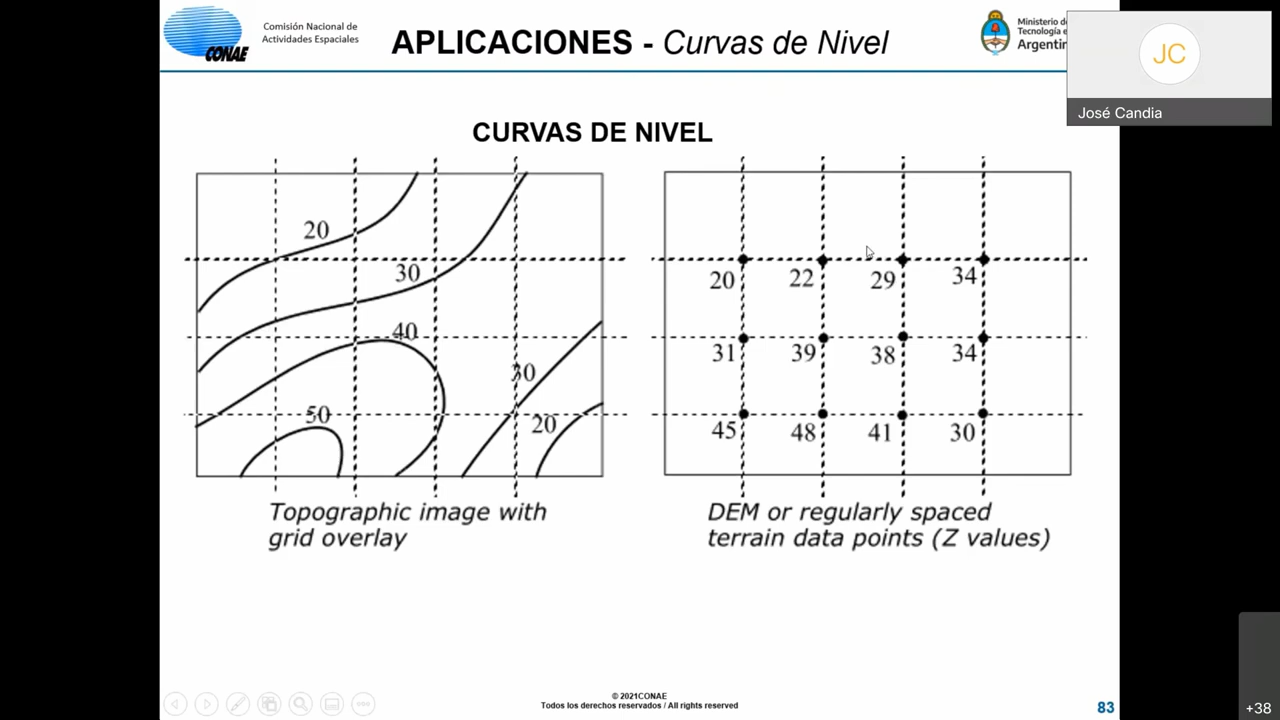 CONAE
Comisión Nacional de
Actividades Espaciales
APLICACIONES - Curvas de Nivel
Ministerio de
Tecnología e
Argentin
JC
José Candia
CURVAS DE NIVEL
20
30
40
50
30
20
20 22 29 34
31 39 38 34
45 48 41 30
Topographic image with
grid overlay
DEM or regularly spaced
terrain data points (Z values)
© 2021CONAE
Todos los derechos reservados / All rights reserved
83
+38